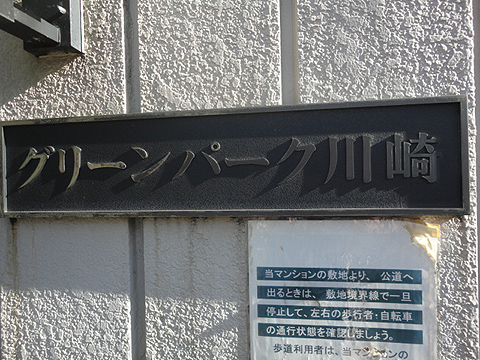 グリーンパーク川崎
当マンションの敷地より、公道へ
出るときは、敷地境界線で一旦
停止して、左右の歩行者・自転車
の通行状態を確認しましょう。
歩道利用者は、当マンションの